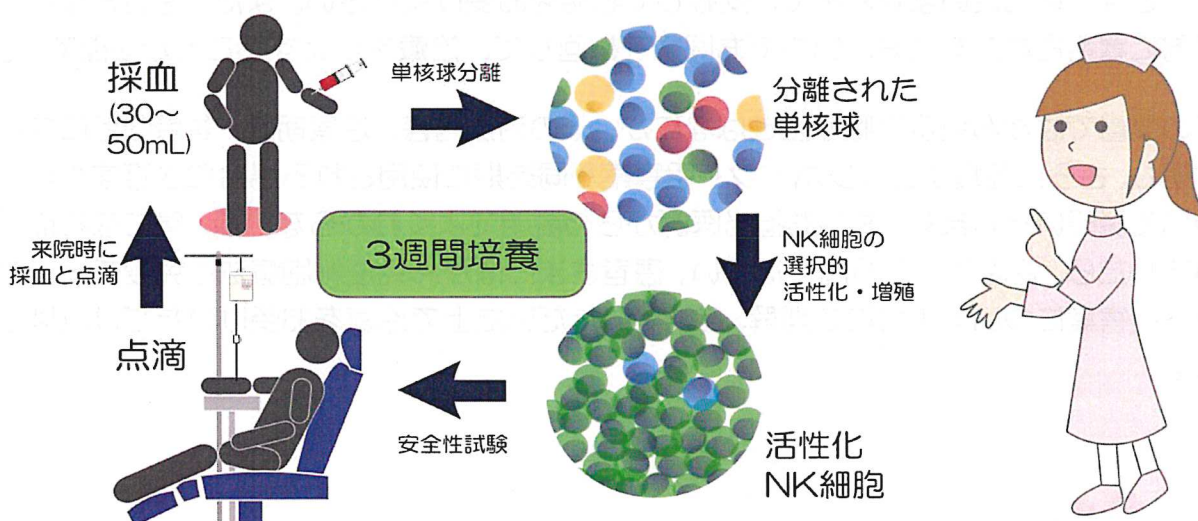 採血
(30～
50mL)
単核球分離
分離された
単核球
3週間培養
NK細胞の
選択的
活性化・増殖
活性化
NK細胞
安全性試験
点滴
来院時に
採血と点滴